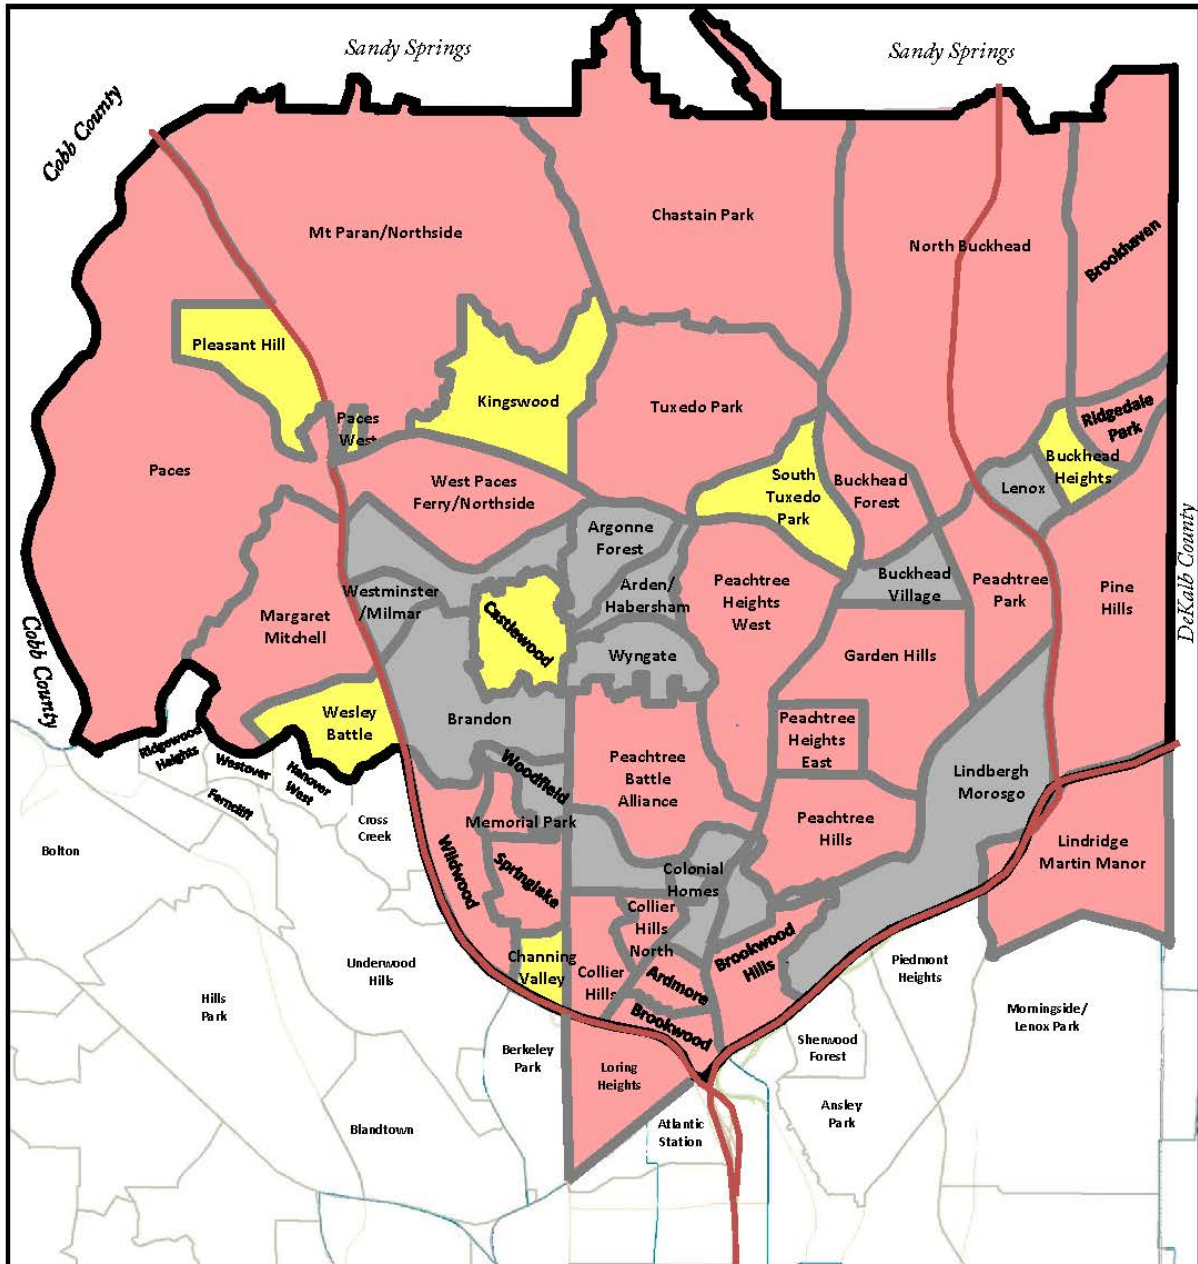 Sandy Springs
Sandy Springs
Cobb County
Mt Paran/Northside
Chastain Park
North Buckhead
Brookhaven
Pleasant Hill
Kingswood
Tuxedo Park
Ridgedale
Park
Paces
West
Buckhead
Heights
Paces
West Paces
Ferry/Northside
South
Tuxedo
Park
Buckhead
Forest
Lenox
Argonne
Forest
DeKalb County
Westminster
/Milmar
Arden/
Habersham
Peachtree
Heights
West
Buckhead
Village
Peachtree
Park
Pine
Hills
Margaret
Mitchell
Castlewood
Cobb County
Wyngate
Garden Hills
Wesley
Battle
Brandon
Peachtree
Heights
East
Ridgewood
Heights
Westover
Hanover
West
Ferncliff
Woodfield
Peachtree
Battle
Alliance
Lindbergh
Morosgo
Cross
Creek
Memorial Park
Peachtree
Hills
Bolton
Wildwood
Springlake
Colonial
Homes
Lindridge
Martin Manor
Collier
Hills
North
Brookwood
Hills
Channing
Valley
Collier
Hills
Ardmore
Brookwood
Underwood
Hills
Piedmont
Heights
Hills
Park
Morningside/
Lenox Park
Berkeley
Park
Loring
Heights
Sherwood
Forest
Ansley
Park
Blandtown
Atlantic
Station